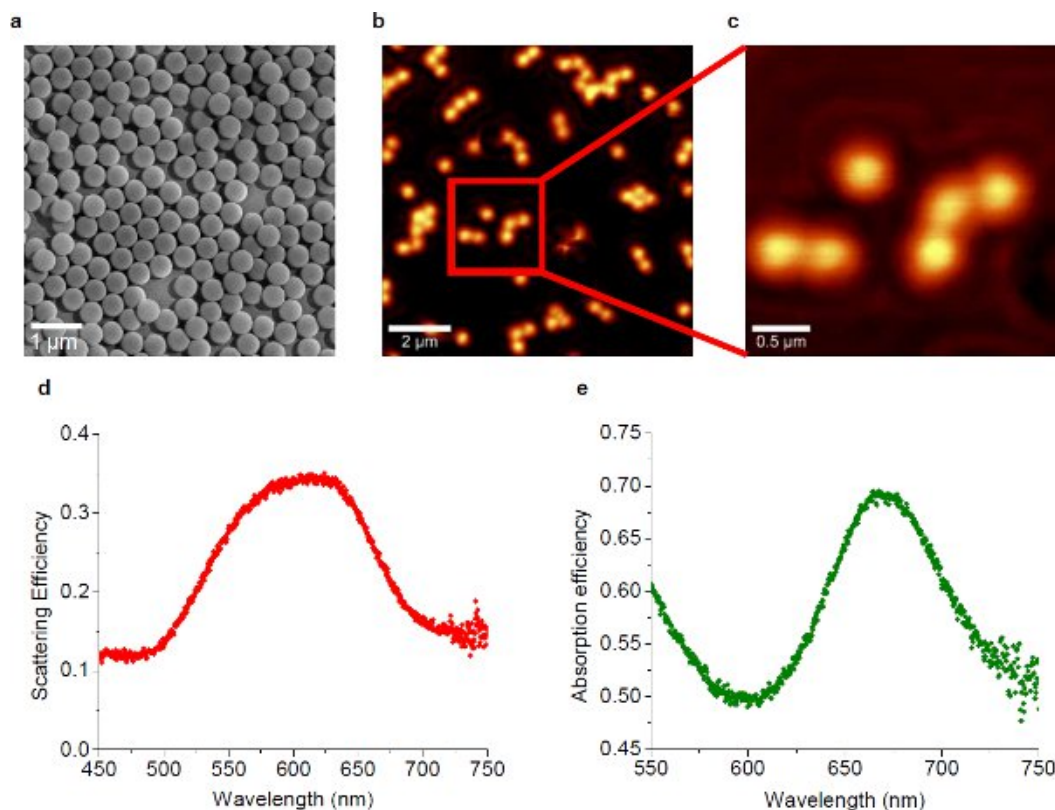 a
b
c
1 µm
2 µm
0.5 µm
d
e
0.4
0.3
0.2
0.1
0.0
Scattering Efficiency
450 500 550 600 650 700 750
Wavelength (nm)
0.75
0.70
0.65
0.60
0.55
0.50
0.45
Absorption efficiency
550 600 650 700 750
Wavelength (nm)